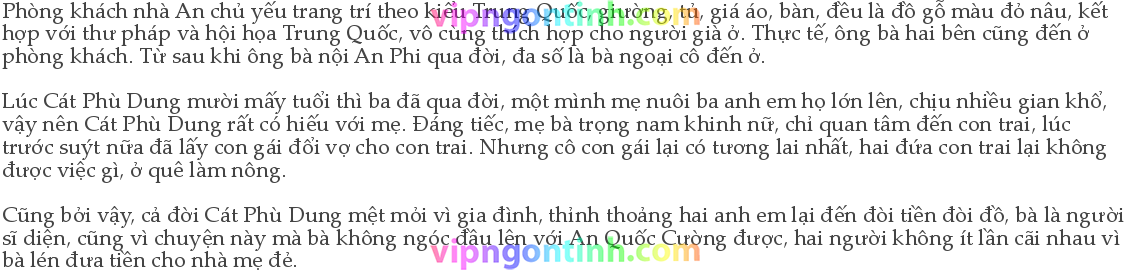 Phòng khách nhà An chủ yếu trang trí theo kiểu Trung Quốc, giường, tủ, giá áo, bàn, đều là đồ gỗ màu đỏ nâu, kết
hợp với thư pháp và hội họa Trung Quốc, vô cùng thích hợp cho người già ở. Thực tế, ông bà hai bên cũng đến ở
phòng khách. Từ sau khi ông bà nội An Phi qua đời, đa số là bà ngoại cô đến ở.
Lúc Cát Phù Dung mười mấy tuổi thì ba đã qua đời, một mình mẹ nuôi ba anh em họ lớn lên, chịu nhiều gian khổ,
vậy nên Cát Phù Dung rất có hiếu với mẹ. Đáng tiếc, mẹ bà trọng nam khinh nữ, chỉ quan tâm đến con trai, lúc
trước suýt nữa đã lấy con gái đổi vợ cho con trai. Nhưng cô con gái lại có tương lai nhất, hai đứa con trai lại không
được việc gì, ở quê làm nông.
Cũng bởi vậy, cả đời Cát Phù Dung mệt mỏi vì gia đình, thỉnh thoảng hai anh em lại đến đòi tiền đòi đồ, bà là người
sĩ diện, cũng vì chuyện này mà bà không ngóc đầu lên với An Quốc Cường được, hai người không ít lần cãi nhau vì
bà lén đưa tiền cho nhà mẹ đẻ.
vipngontinh.com
vipngontinh.com